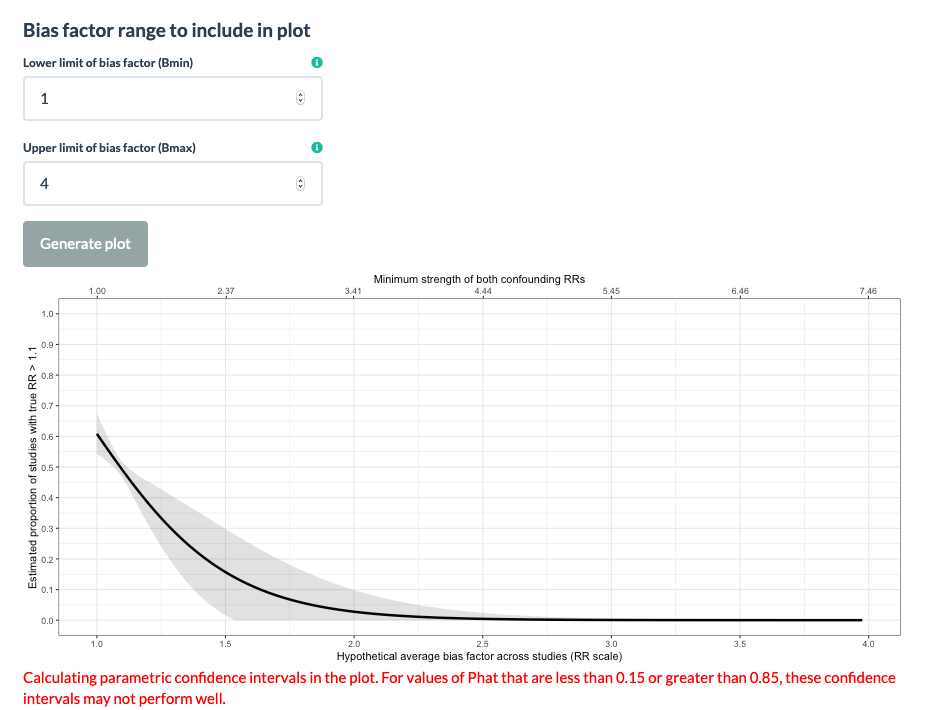 Bias factor range to include in plot
Lower limit of bias factor (Bmin)
1
Upper limit of bias factor (Bmax)
4
Generate plot
Minimum strength of both confounding RRs
1.00 2.37 3.41 4.44 5.45 6.46 7.46
Estimated proportion of studies with true RR > 1.1
1.0
0.9
0.8
0.7
0.6
0.5
0.4
0.3
0.2
0.1
0.0
1.0 1.5 2.0 2.5 3.0 3.5 4.0
Hypothetical average bias factor across studies (RR scale)
Calculating parametric confidence intervals in the plot. For values of Phat that are less than 0.15 or greater than 0.85, these confidence
intervals may not perform well.